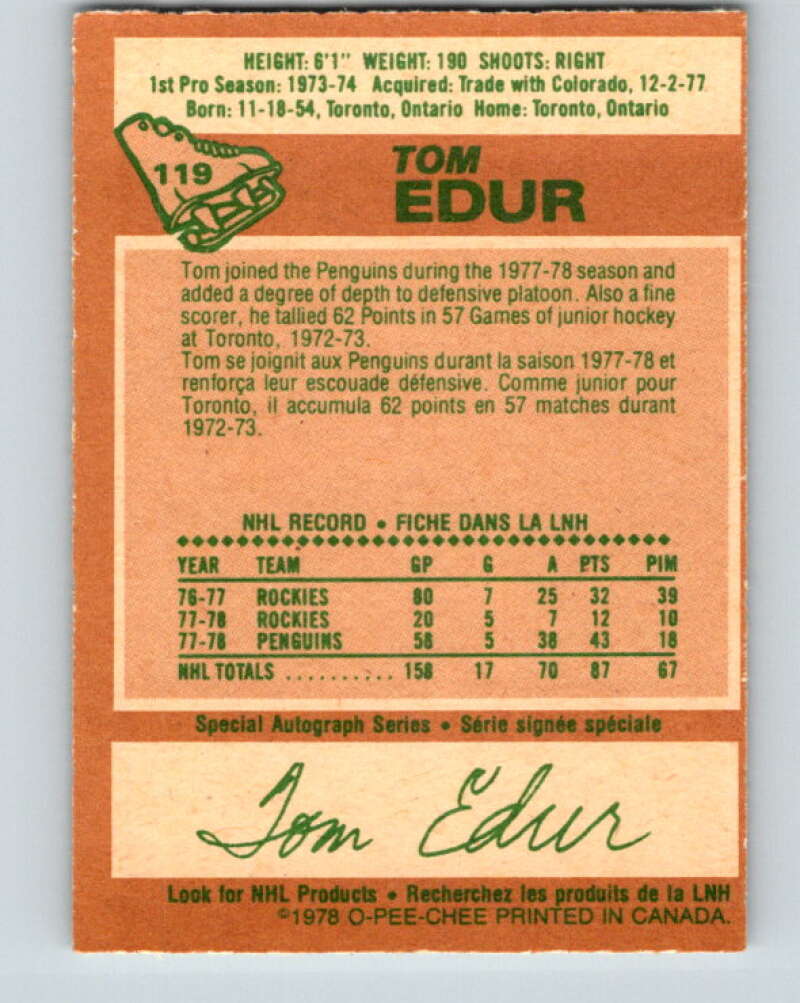 HEIGHT: 6'1" WEIGHT: 190 SHOOTS: RIGHT
1st Pro Season: 1973-74 Acquired: Trade with Colorado, 12-2-77
Born: 11-18-54, Toronto, Ontario Home: Toronto, Ontario
119
TOM
EDUR
Tom joined the Penguins during the 1977-78 season and
added a degree of depth to defensive platoon. Also a fine
scorer, he tallied 62 Points in 57 Games of junior hockey
at Toronto, 1972-73.
Tom se joignit aux Penguins durant la saison 1977-78 et
renforça leur escouade défensive. Comme junior pour
Toronto, il accumula 62 points en 57 matches durant
1972-73.
NHL RECORD • FICHE DANS LA LNH
YEAR TEAM GP G A PTS PIM
76-77 ROCKIES 80 7 25 32 39
77-78 ROCKIES 20 5 7 12 10
77-78 PENGUINS 58 5 38 43 18
NHL TOTALS .......... 158 17 70 87 67
Special Autograph Series • Série signée spéciale
Tom Edur
Look for NHL Products • Recherchez les produits de la LNH
©1978 O-PEE-CHEE PRINTED IN CANADA.